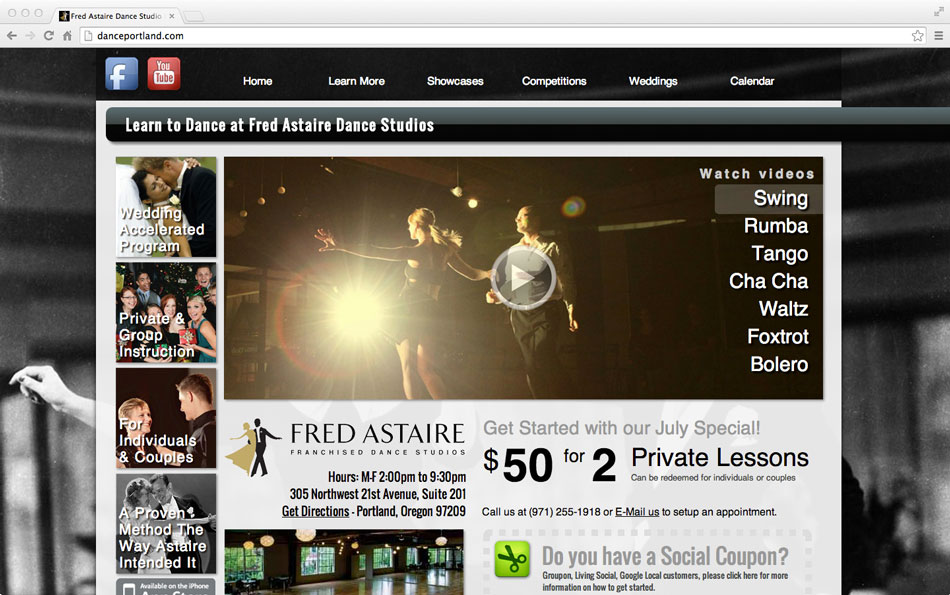 Fred Astaire Dance Studio
danceportland.com
f
You
Tube
Home
Learn More
Showcases
Competitions
Weddings
Calendar
Learn to Dance at Fred Astaire Dance Studios
Wedding
Accelerated
Program
Private &
Group
Instruction
For
Individuals
& Couples
A Proven
Method The
Way Astaire
Intended It
Available on the iPhone
Watch videos
Swing
Rumba
Tango
Cha Cha
Waltz
Foxtrot
Bolero
FRED ASTAIRE
FRANCHISED DANCE STUDIOS
Hours: M-F 2:00pm to 9:30pm
305 Northwest 21st Avenue, Suite 201
Get Directions - Portland, Oregon 97209
Get Started with our July Special!
$50 for 2 Private Lessons
Can be redeemed for individuals or couples
Call us at (971) 255-1918 or E-Mail us to setup an appointment.
Do you have a Social Coupon?
Groupon, Living Social, Google Local customers, please click here for more
information on how to get started.